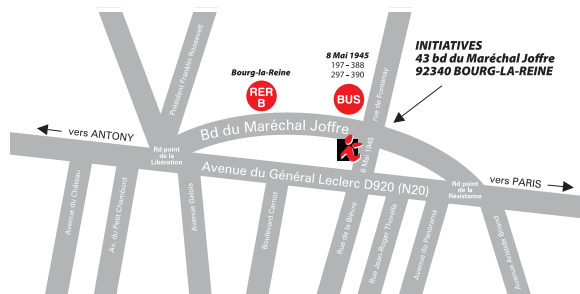 INITIATIVES
43 bd du Maréchal Joffre
92340 BOURG-LA-REINE
8 Mai 1945
197 - 388
297 - 390
BUS
Bourg-la-Reine
RER
B
Président Franklin Roosevelt
rue de Fontenay
Bd du Maréchal Joffre
8 Mai 1945
vers ANTONY
Rd point
de la
Libération
Avenue du Général Leclerc D920 (N20)
vers PARIS
Rd point
de la
Résistance
Avenue du Château
Av. du Petit Chambord
Avenue Galois
Boulevard Carnot
Rue de la Bièvre
Rue Jean-Roger Thorelle
Avenue du Panorama
Avenue Aristide Briand